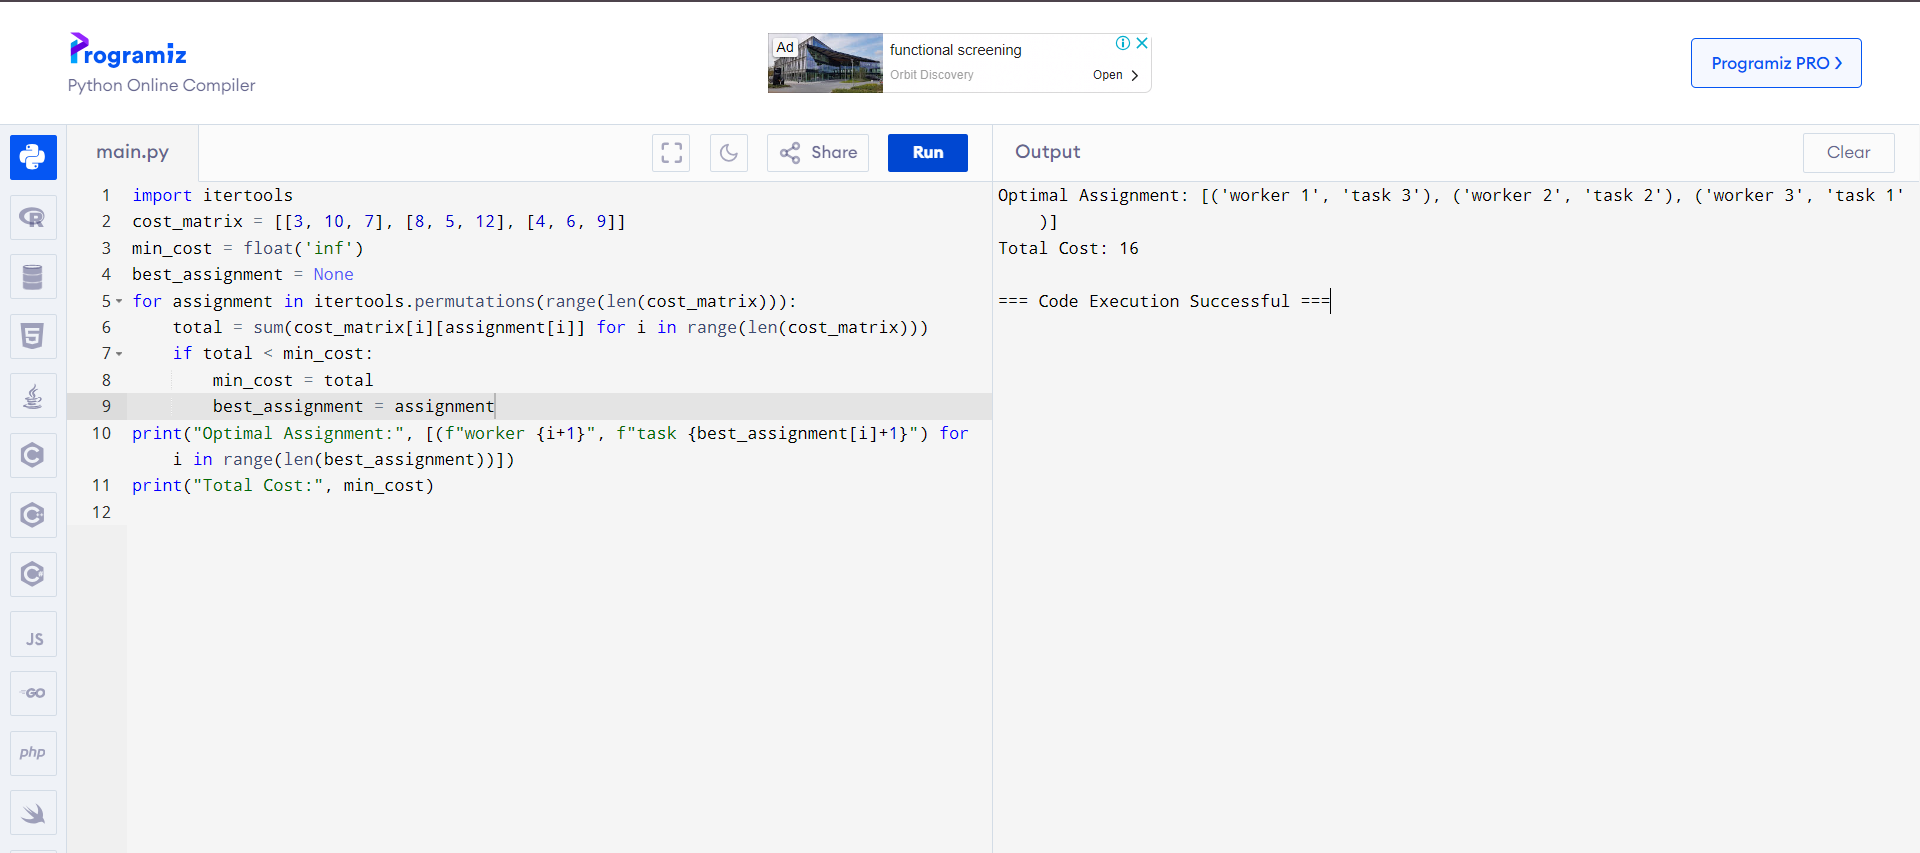 Programiz
Python Online Compiler
Ad
functional screening
Orbit Discovery
Open
Programiz PRO
main.py
Share
Run
Output
Clear
1 import itertools
2 cost_matrix = [[3, 10, 7], [8, 5, 12], [4, 6, 9]]
3 min_cost = float('inf')
4 best_assignment = None
5 for assignment in itertools.permutations(range(len(cost_matrix))):
6 total = sum(cost_matrix[i][assignment[i]] for i in range(len(cost_matrix)))
7 if total < min_cost:
8 min_cost = total
9 best_assignment = assignment
10 print("Optimal Assignment:", [(f"worker {i+1}", f"task {best_assignment[i]+1}") for
i in range(len(best_assignment))])
11 print("Total Cost:", min_cost)
12
Optimal Assignment: [('worker 1', 'task 3'), ('worker 2', 'task 2'), ('worker 3', 'task 1'
)]
Total Cost: 16
=== Code Execution Successful ===
JS
GO
php